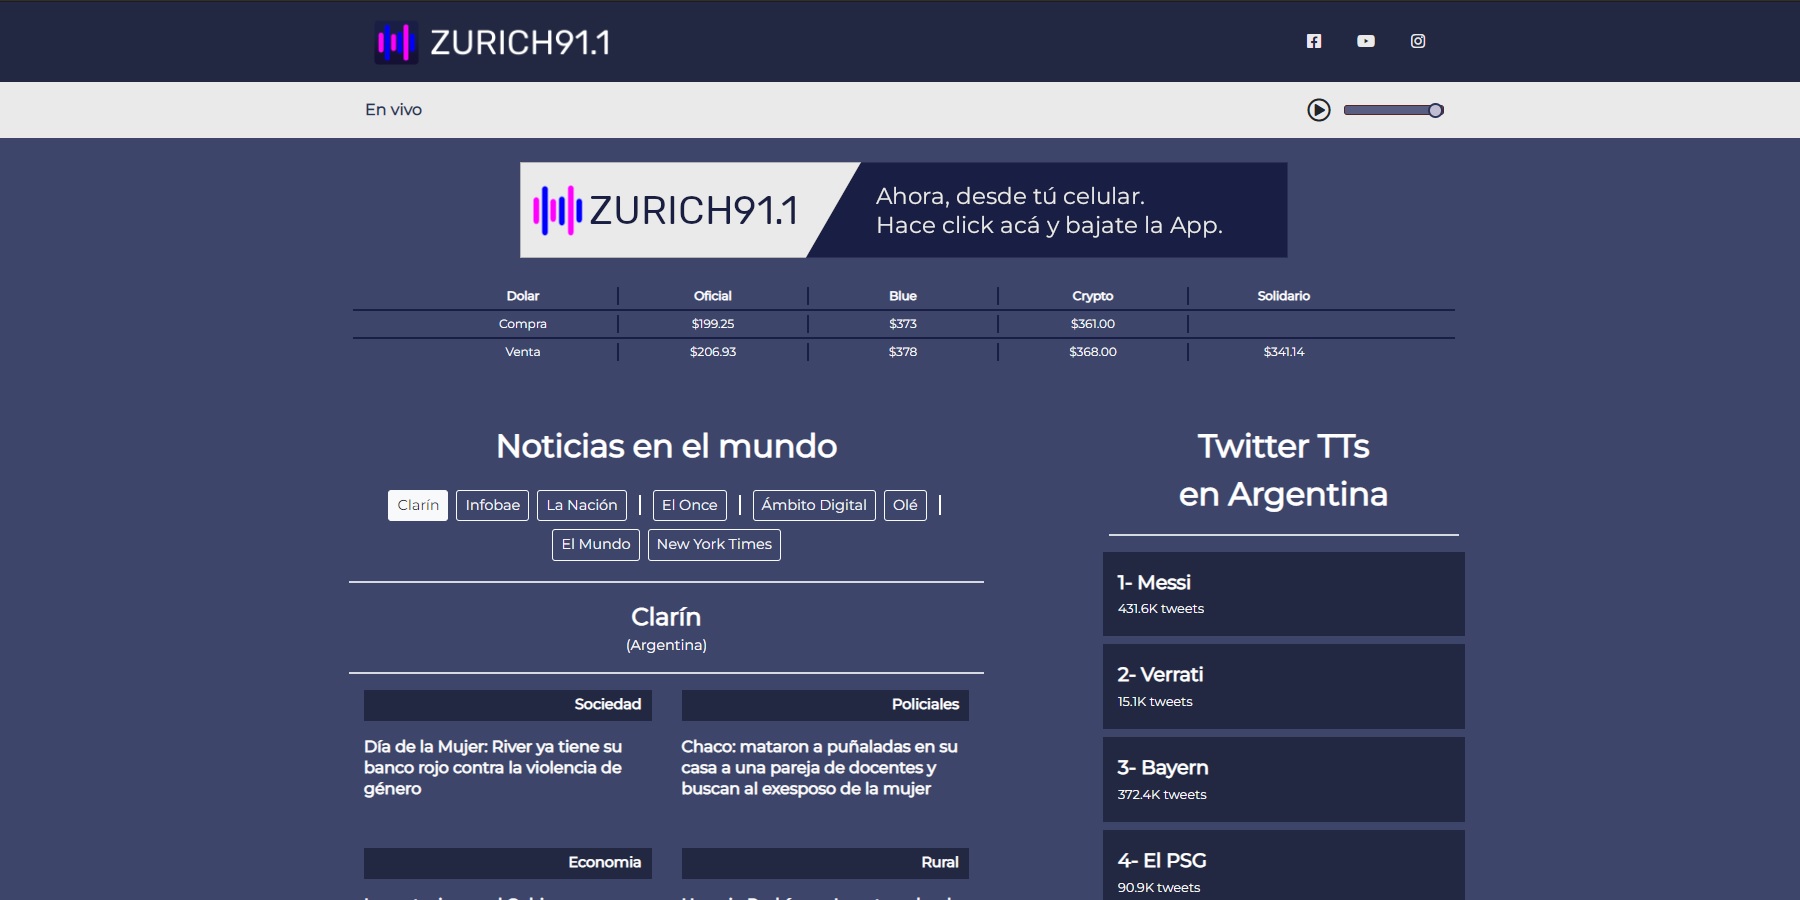 ZURICH91.1
En vivo
ZURICH91.1
Ahora, desde tú celular.
Hace click acá y bajate la App.
Dolar Oficial Blue Crypto Solidario
Compra $199.25 $373 $361.00
Venta $206.93 $378 $368.00 $341.14
Noticias en el mundo
Clarín Infobae La Nación | El Once | Ámbito Digital Olé |
El Mundo New York Times
Clarín
(Argentina)
Sociedad
Día de la Mujer: River ya tiene su
banco rojo contra la violencia de
género
Policiales
Chaco: mataron a puñaladas en su
casa a una pareja de docentes y
buscan al exesposo de la mujer
Economia
Rural
Twitter TTs
en Argentina
1- Messi
431.6K tweets
2- Verrati
15.1K tweets
3- Bayern
372.4K tweets
4- El PSG
90.9K tweets